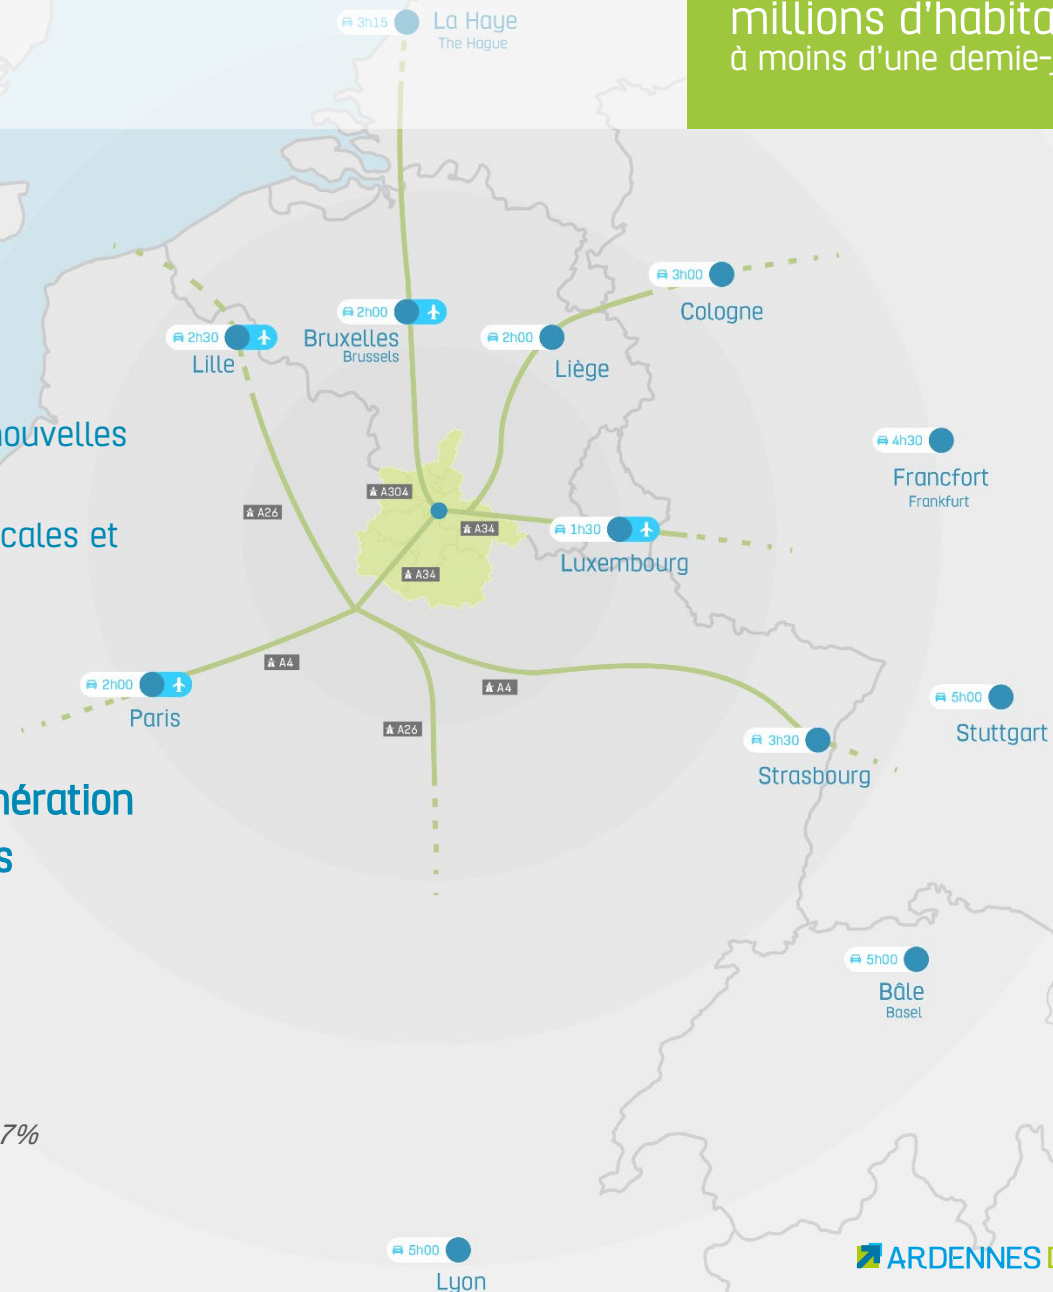 millions d'habita
à moins d'une demie-
3h15
La Haye
The Hague
3h00
Cologne
2h00
Bruxelles
Brussels
2h30
Lille
2h00
Liège
nouvelles
4h30
Francfort
Frankfurt
A304
A26
A34
cales et
1h30
Luxembourg
A34
A4
2h00
Paris
A4
A26
5h00
Stuttgart
3h30
Strasbourg
nération
s
5h00
Bâle
Basel
7%
5h00
Lyon
ARDENNES